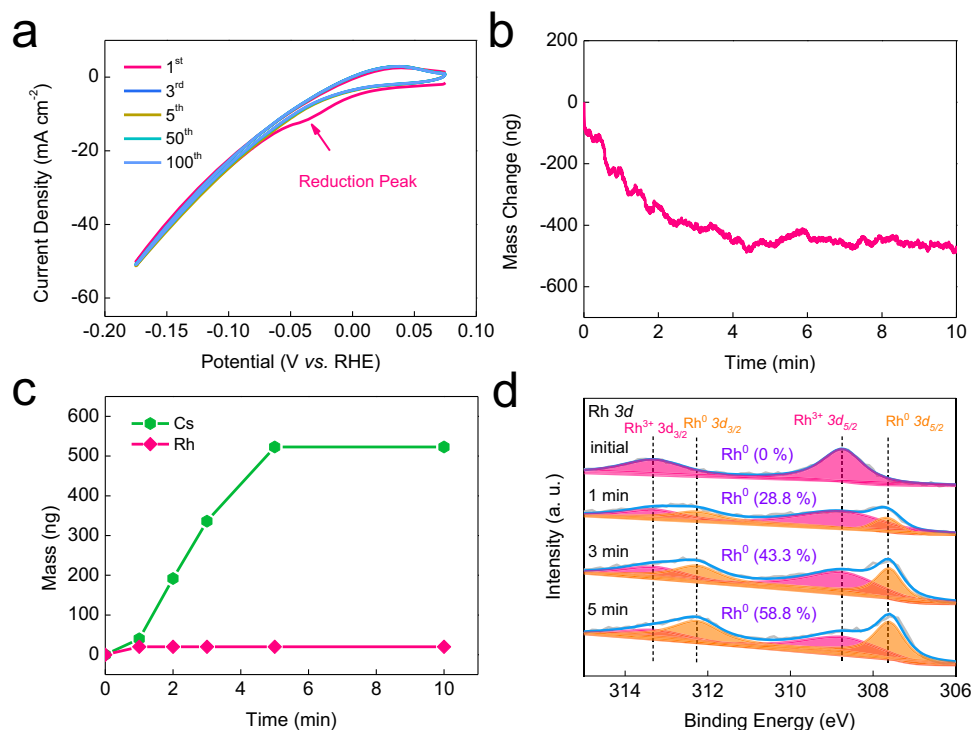 a
200
0
-20
-40
-60
Current Density (mA cm⁻²)
1ˢᵗ
3ʳᵈ
5ᵗʰ
50ᵗʰ
100ᵗʰ
Reduction Peak
-0.20 -0.15 -0.10 -0.05 0.00 0.05 0.10
Potential (V vs. RHE)
b
200
0
-200
-400
-600
Mass Change (ng)
0 2 4 6 8 10
Time (min)
c
600
500
400
300
200
100
0
Mass (ng)
Cs
Rh
0 2 4 6 8 10
Time (min)
d
Rh 3d
Rh³⁺ 3d₃/₂ Rh⁰ 3d₃/₂ Rh³⁺ 3d₅/₂ Rh⁰ 3d₅/₂
initial Rh⁰ (0 %)
1 min Rh⁰ (28.8 %)
3 min Rh⁰ (43.3 %)
5 min Rh⁰ (58.8 %)
Intensity (a. u.)
314 312 310 308 306
Binding Energy (eV)